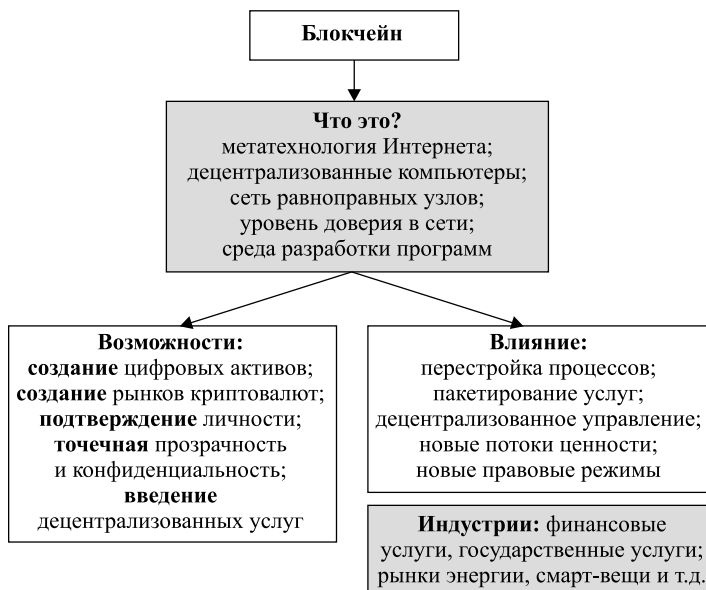 Блокчейн
Что это?
метатехнология Интернета;
децентрализованные компьютеры;
сеть равноправных узлов;
уровень доверия в сети;
среда разработки программ
Возможности:
создание цифровых активов;
создание рынков криптовалют;
подтверждение личности;
точечная прозрачность
и конфиденциальность;
введение
децентрализованных услуг
Влияние:
перестройка процессов;
пакетирование услуг;
децентрализованное управление;
новые потоки ценности;
новые правовые режимы
Индустрии: финансовые
услуги, государственные услуги;
рынки энергии, смарт-вещи и т.д.